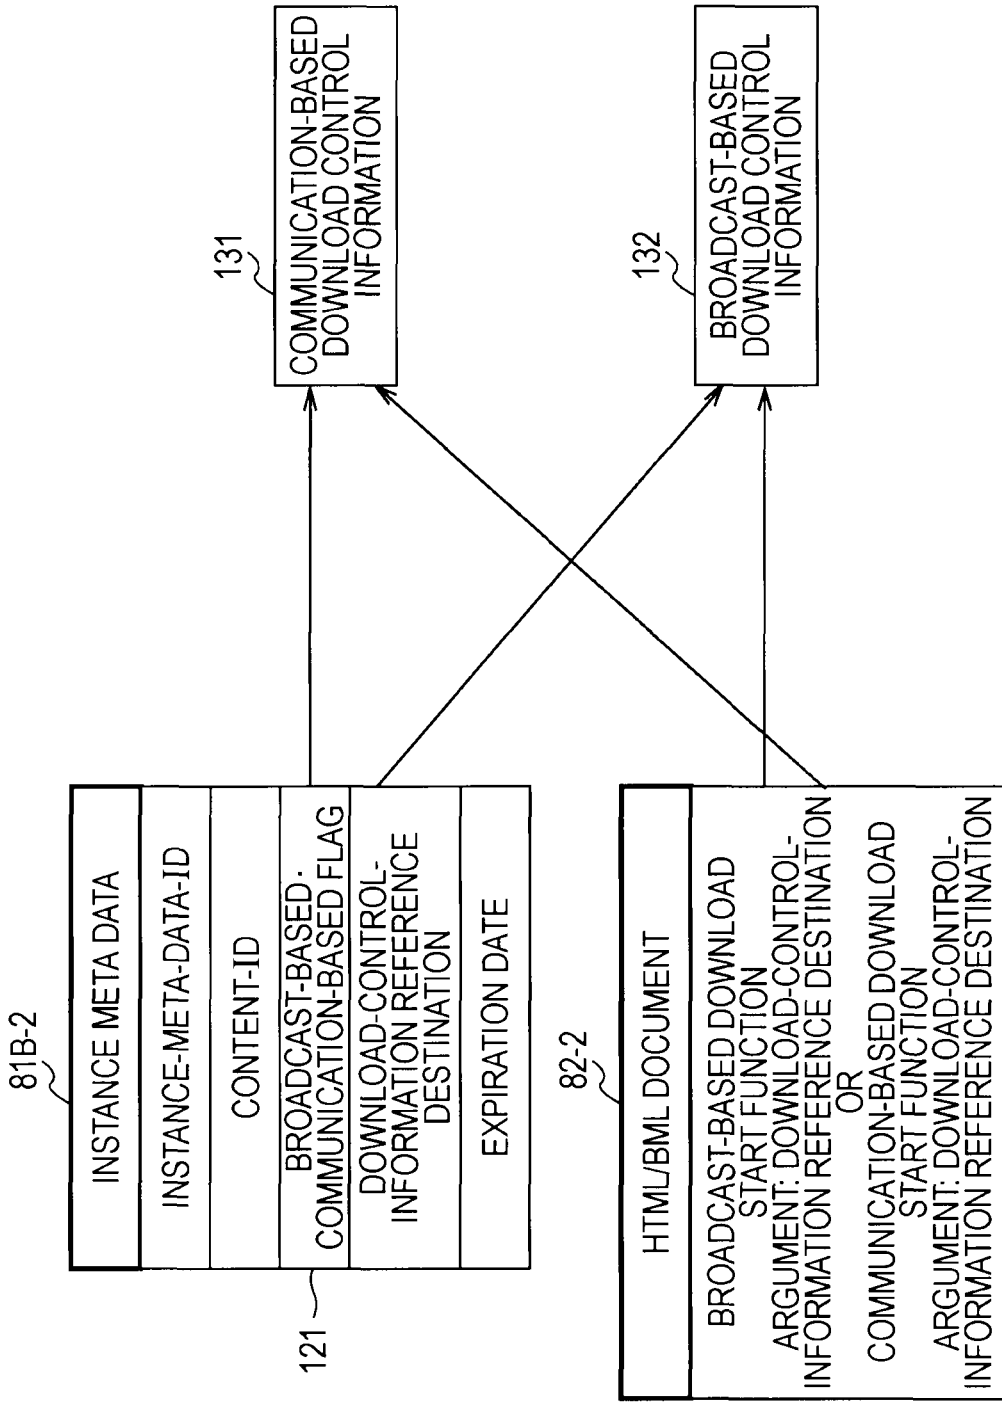 81B-2
INSTANCE META DATA
INSTANCE-META-DATA-ID
CONTENT-ID
121
BROADCAST-BASED·
COMMUNICATION-BASED FLAG
DOWNLOAD-CONTROL-
INFORMATION REFERENCE
DESTINATION
EXPIRATION DATE
82-2
HTML/BML DOCUMENT
BROADCAST-BASED DOWNLOAD
START FUNCTION
ARGUMENT: DOWNLOAD-CONTROL-
INFORMATION REFERENCE DESTINATION
OR
COMMUNICATION-BASED DOWNLOAD
START FUNCTION
ARGUMENT: DOWNLOAD-CONTROL-
INFORMATION REFERENCE DESTINATION
131
COMMUNICATION-BASED
DOWNLOAD CONTROL
INFORMATION
132
BROADCAST-BASED
DOWNLOAD CONTROL
INFORMATION